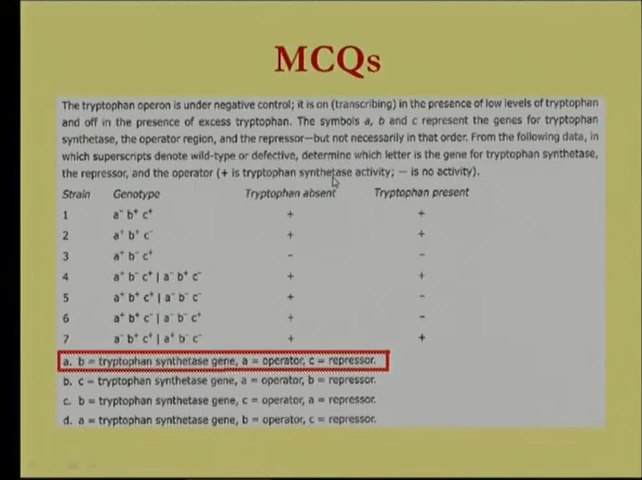 MCQs
The tryptophan operon is under negative control; it is on (transcribing) in the presence of low levels of tryptophan
and off in the presence of excess tryptophan. The symbols a, b and c represent the genes for tryptophan
synthetase, the operator region, and the repressor—but not necessarily in that order. From the following data, in
which superscripts denote wild-type or defective, determine which letter is the gene for tryptophan synthetase,
the repressor, and the operator (+ is tryptophan synthetase activity; − is no activity).
Strain Genotype Tryptophan absent Tryptophan present
1 a⁻ b⁺ c⁺ + +
2 a⁺ b⁺ c⁻ + +
3 a⁺ b⁻ c⁺ − −
4 a⁺ b⁻ c⁺ | a⁻ b⁺ c⁻ + +
5 a⁺ b⁺ c⁺ | a⁻ b⁻ c⁻ + −
6 a⁺ b⁺ c⁻ | a⁻ b⁻ c⁺ + −
7 a⁻ b⁺ c⁺ | a⁺ b⁻ c⁻ + +
a. b = tryptophan synthetase gene, a = operator, c = repressor.
b. c = tryptophan synthetase gene, a = operator, b = repressor.
c. b = tryptophan synthetase gene, c = operator, a = repressor.
d. a = tryptophan synthetase gene, b = operator, c = repressor.